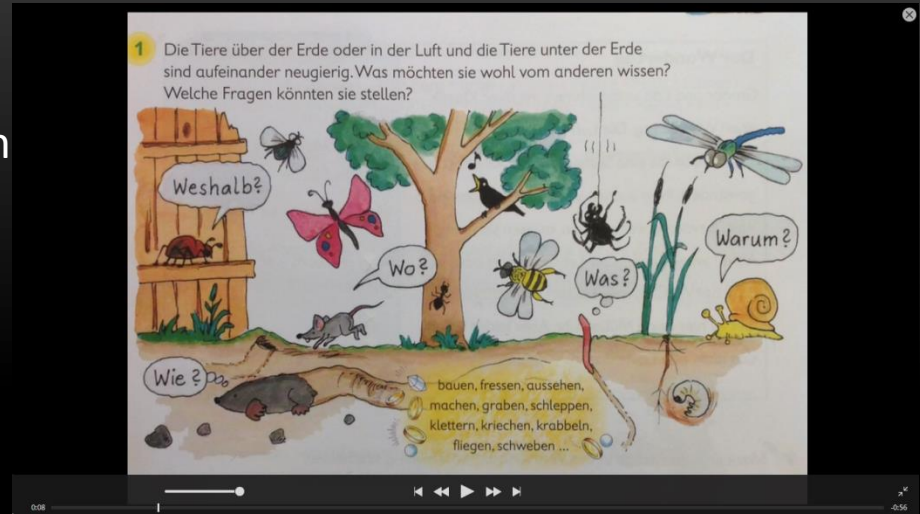 n
1 Die Tiere über der Erde oder in der Luft und die Tiere unter der Erde
sind aufeinander neugierig. Was möchten sie wohl vom anderen wissen?
Welche Fragen könnten sie stellen?
Weshalb?
Wo?
Was?
Warum?
Wie?
bauen, fressen, aussehen,
machen, graben, schleppen,
klettern, kriechen, krabbeln,
fliegen, schweben ...
0:08
-0:56